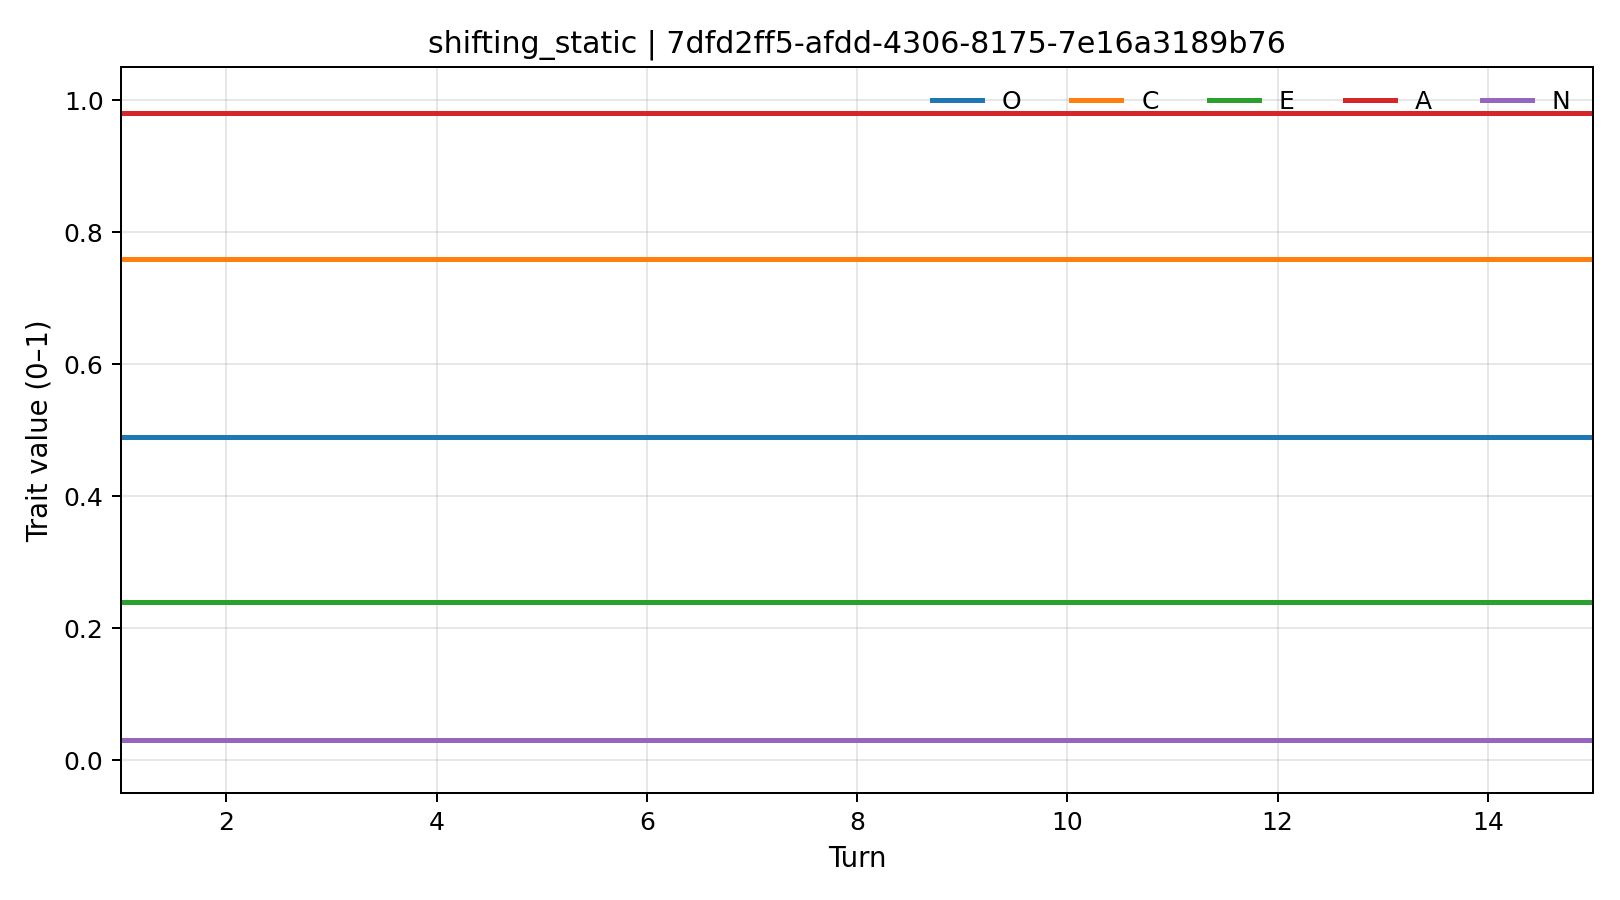 shifting_static | 7dfd2ff5-afdd-4306-8175-7e16a3189b76
O C E A N
1.0
0.8
0.6
0.4
0.2
0.0
Trait value (0–1)
2 4 6 8 10 12 14
Turn